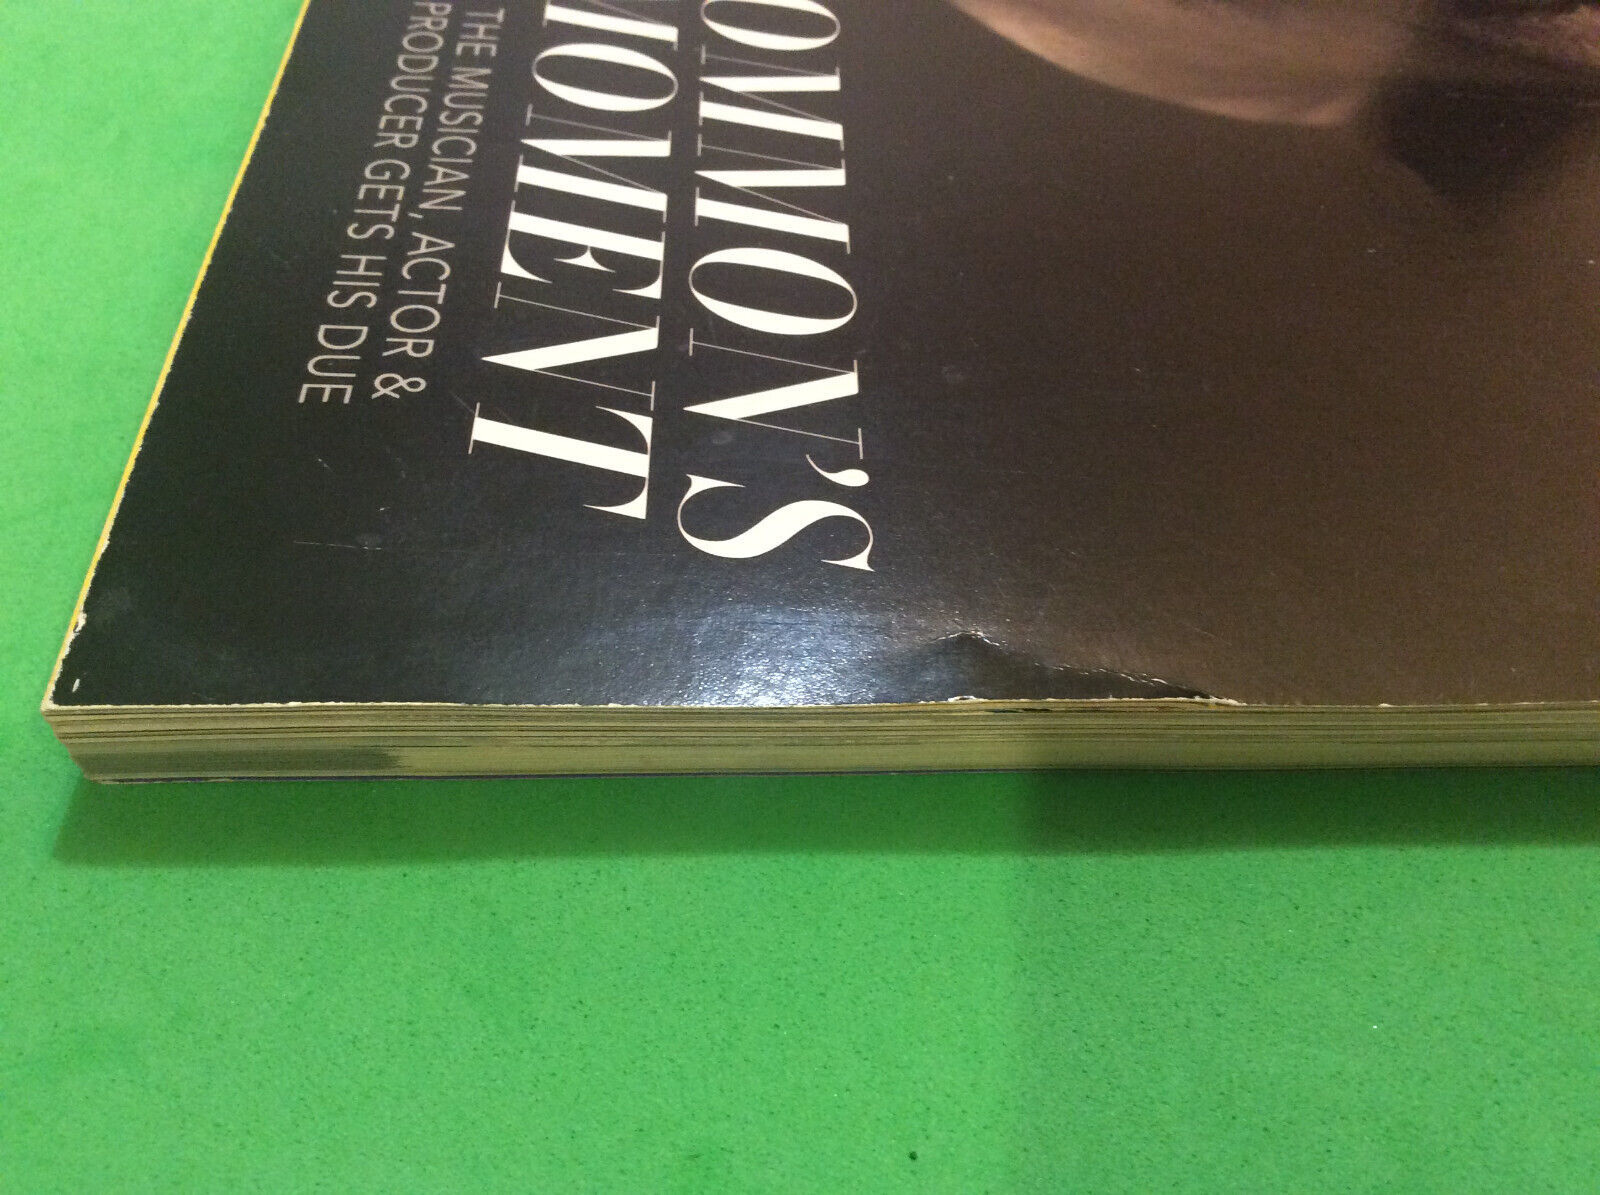 OMMON'S
MOMENT
THE MUSICIAN, ACTOR &
PRODUCER GETS HIS DUE